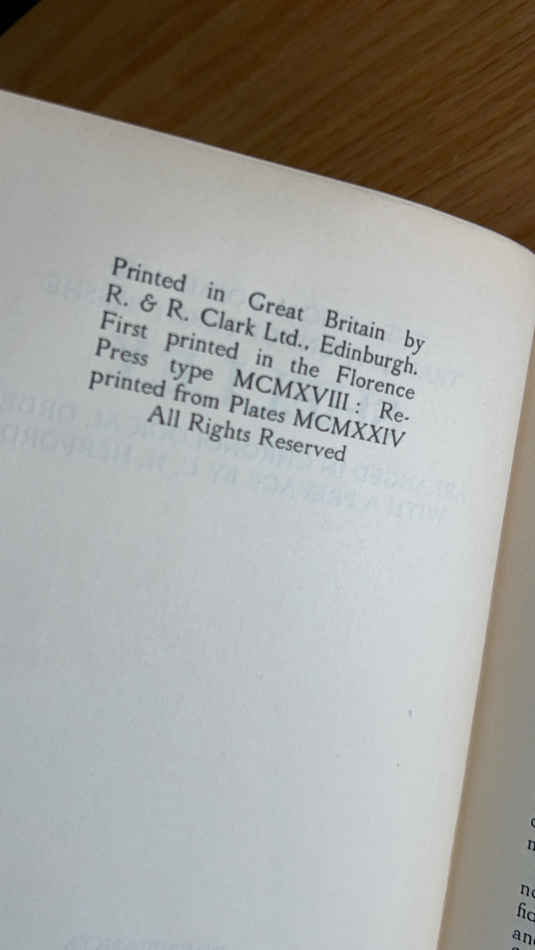 Printed in Great Britain by
R. & R. Clark Ltd., Edinburgh.
First printed in the Florence
Press type MCMXVIII: Re-
printed from Plates MCMXXIV
All Rights Reserved